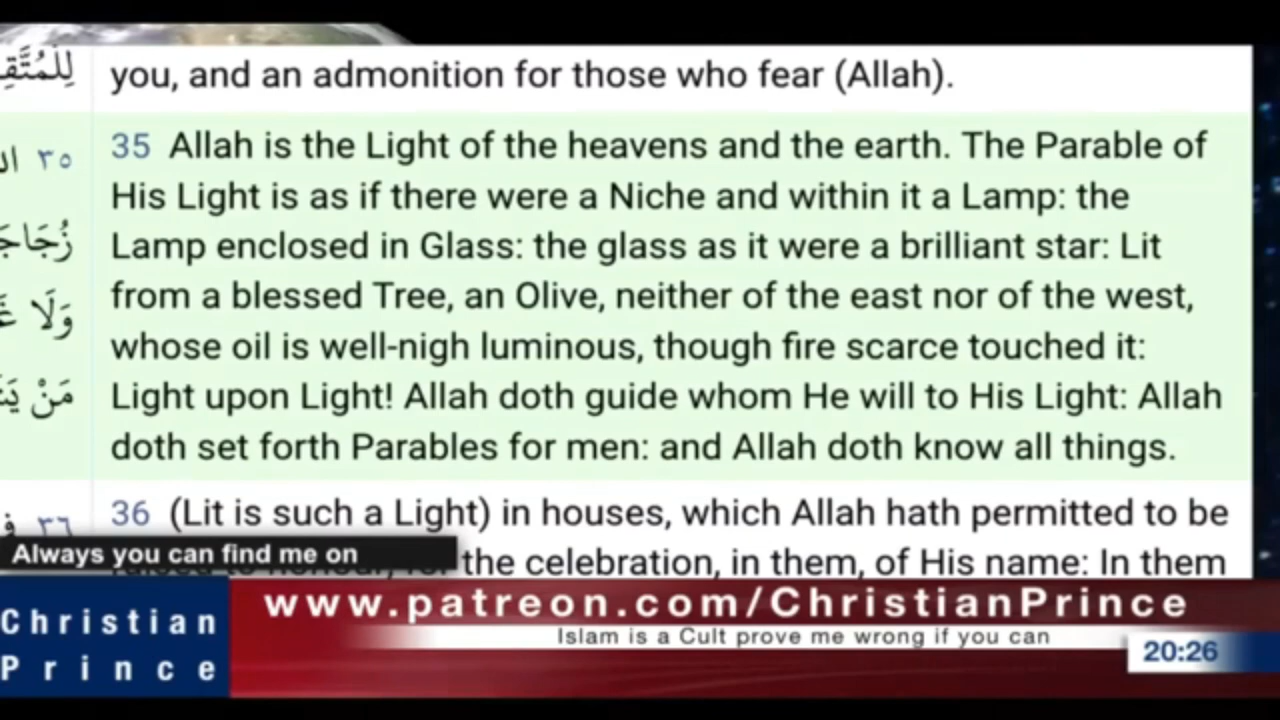 لِلْمُتَّقِ
you, and an admonition for those who fear (Allah).
٣٥
35 Allah is the Light of the heavens and the earth. The Parable of
His Light is as if there were a Niche and within it a Lamp: the
زُجَاجَ
Lamp enclosed in Glass: the glass as it were a brilliant star: Lit
from a blessed Tree, an Olive, neither of the east nor of the west,
وَلَا
whose oil is well-nigh luminous, though fire scarce touched it:
مَنْ
Light upon Light! Allah doth guide whom He will to His Light: Allah
doth set forth Parables for men: and Allah doth know all things.
٣٦
36 (Lit is such a Light) in houses, which Allah hath permitted to be
the celebration, in them, of His name: In them
Always you can find me on
www.patreon.com/ChristianPrince
Christian
Prince
Islam is a Cult prove me wrong if you can
20:26